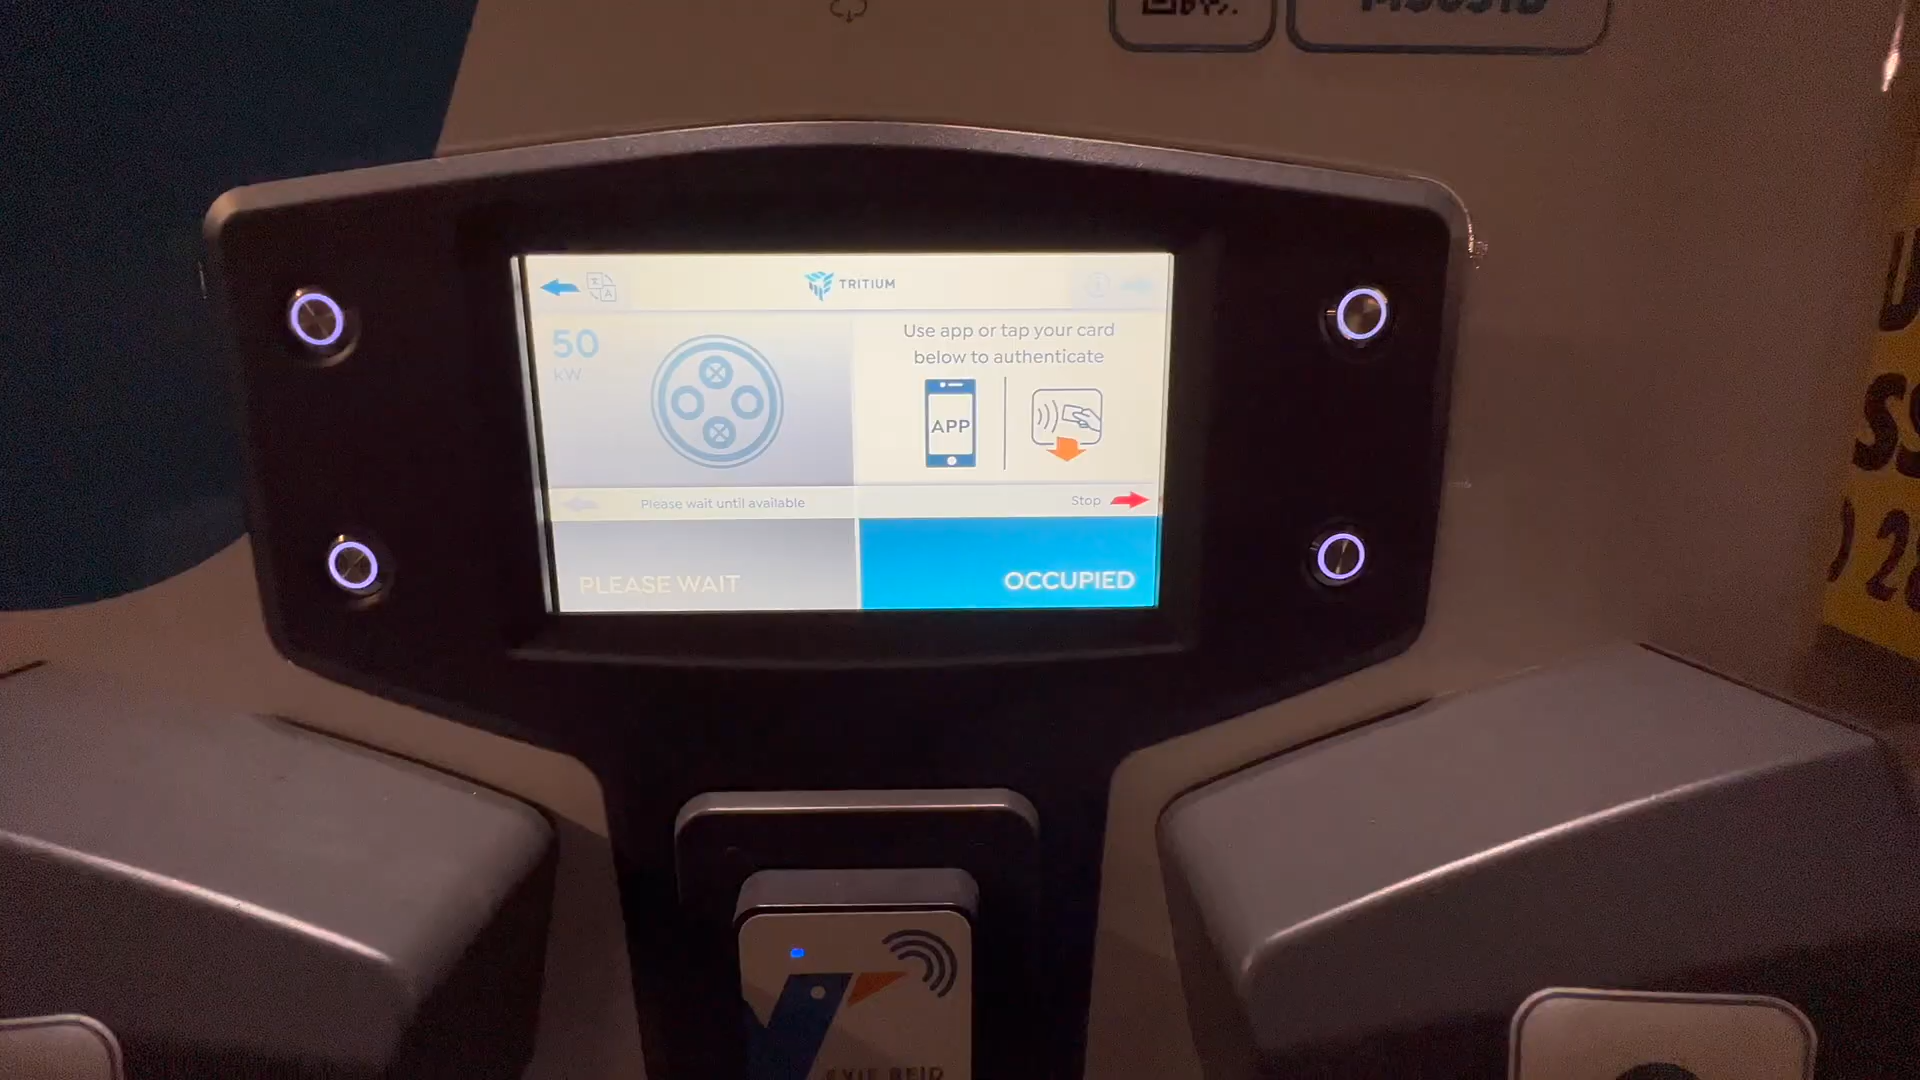 TRITIUM
50
kW
Use app or tap your card
below to authenticate
APP
Please wait until available
Stop
PLEASE WAIT
OCCUPIED